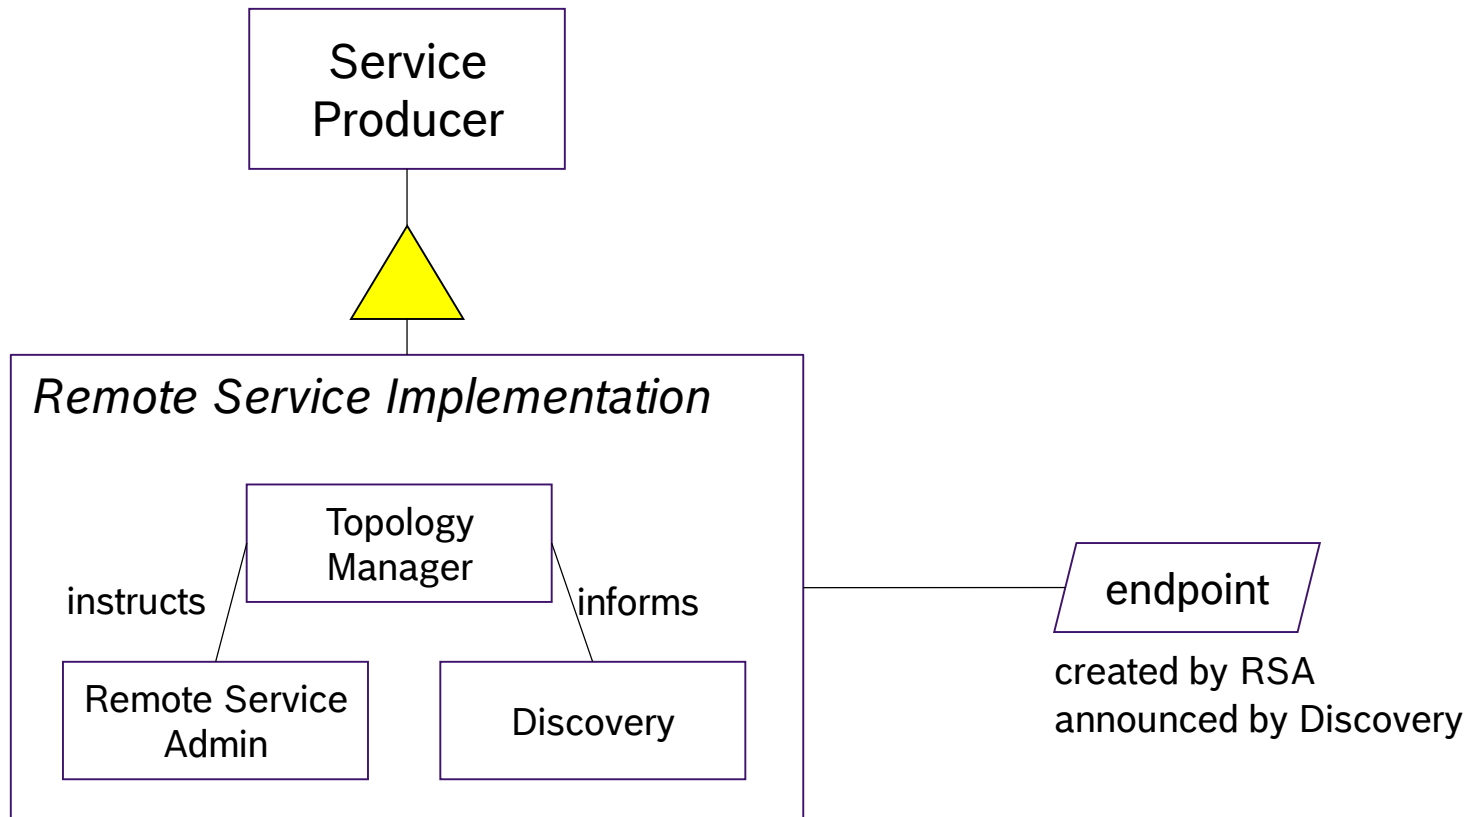 Service
Producer
Remote Service Implementation
Topology
Manager
instructs
informs
Remote Service
Admin
Discovery
endpoint
created by RSA
announced by Discovery